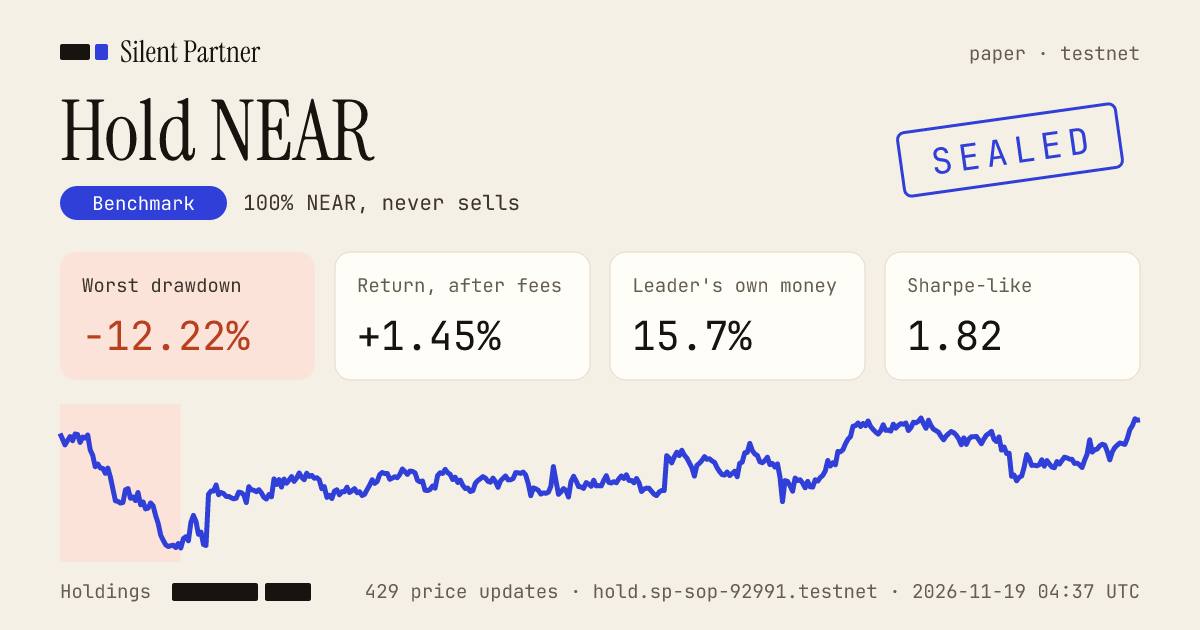 Silent Partner
paper · testnet
Hold NEAR
SEALED
Benchmark
100% NEAR, never sells
Worst drawdown
-12.22%
Return, after fees
+1.45%
Leader's own money
15.7%
Sharpe-like
1.82
Holdings
429 price updates · hold.sp-sop-92991.testnet · 2026-11-19 04:37 UTC